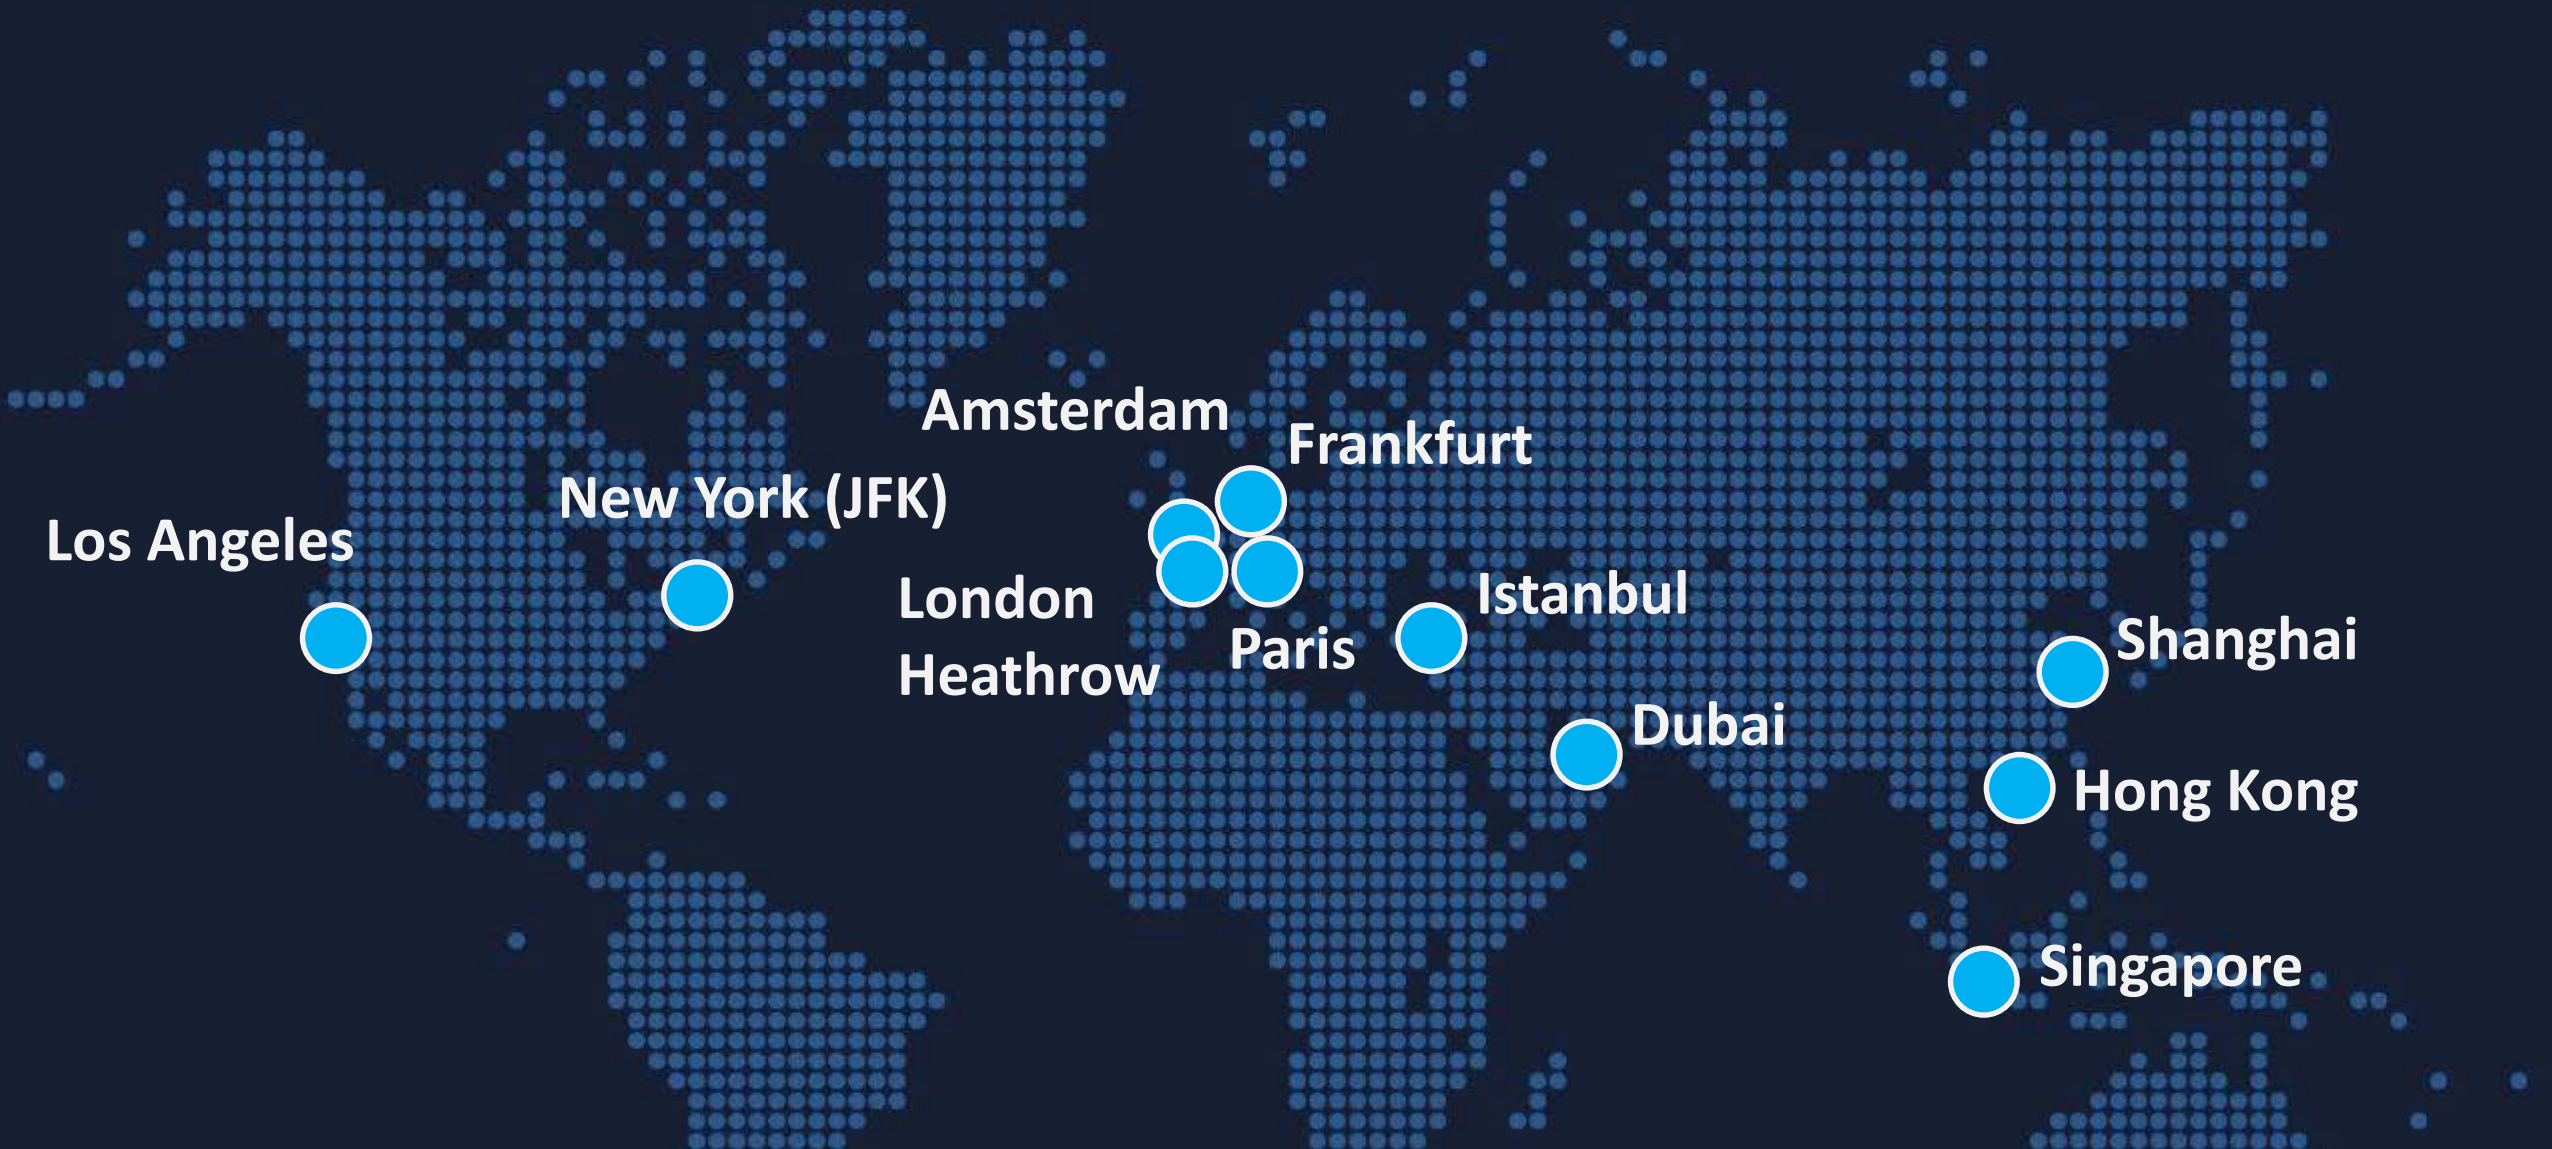 Amsterdam
Frankfurt
New York (JFK)
Los Angeles
London
Heathrow
Paris
Istanbul
Shanghai
Dubai
Hong Kong
Singapore